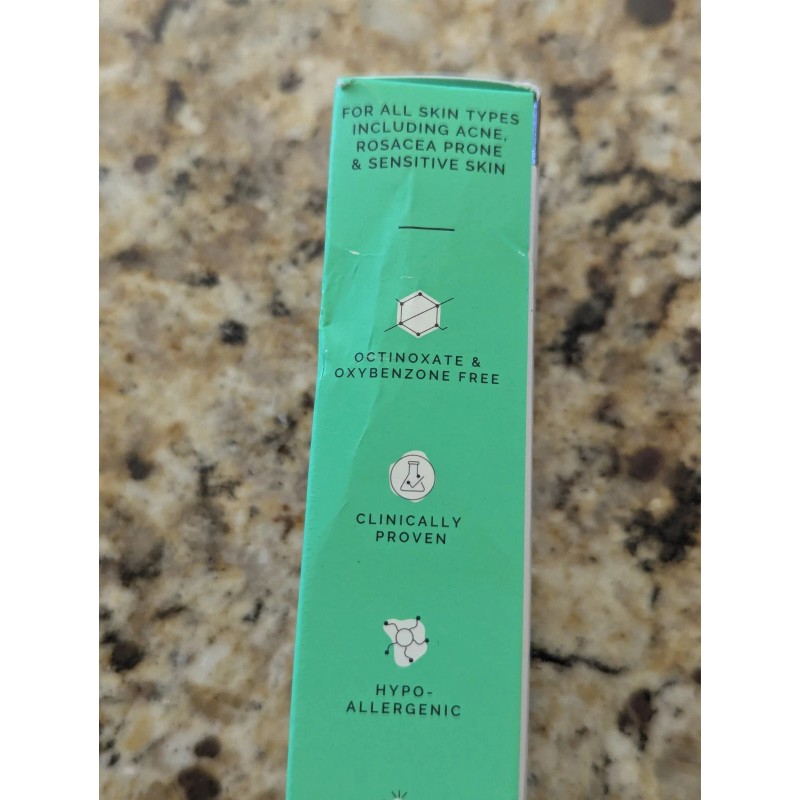 FOR ALL SKIN TYPES
INCLUDING ACNE,
ROSACEA PRONE
& SENSITIVE SKIN
OCTINOXATE &
OXYBENZONE FREE
CLINICALLY
PROVEN
HYPO-
ALLERGENIC